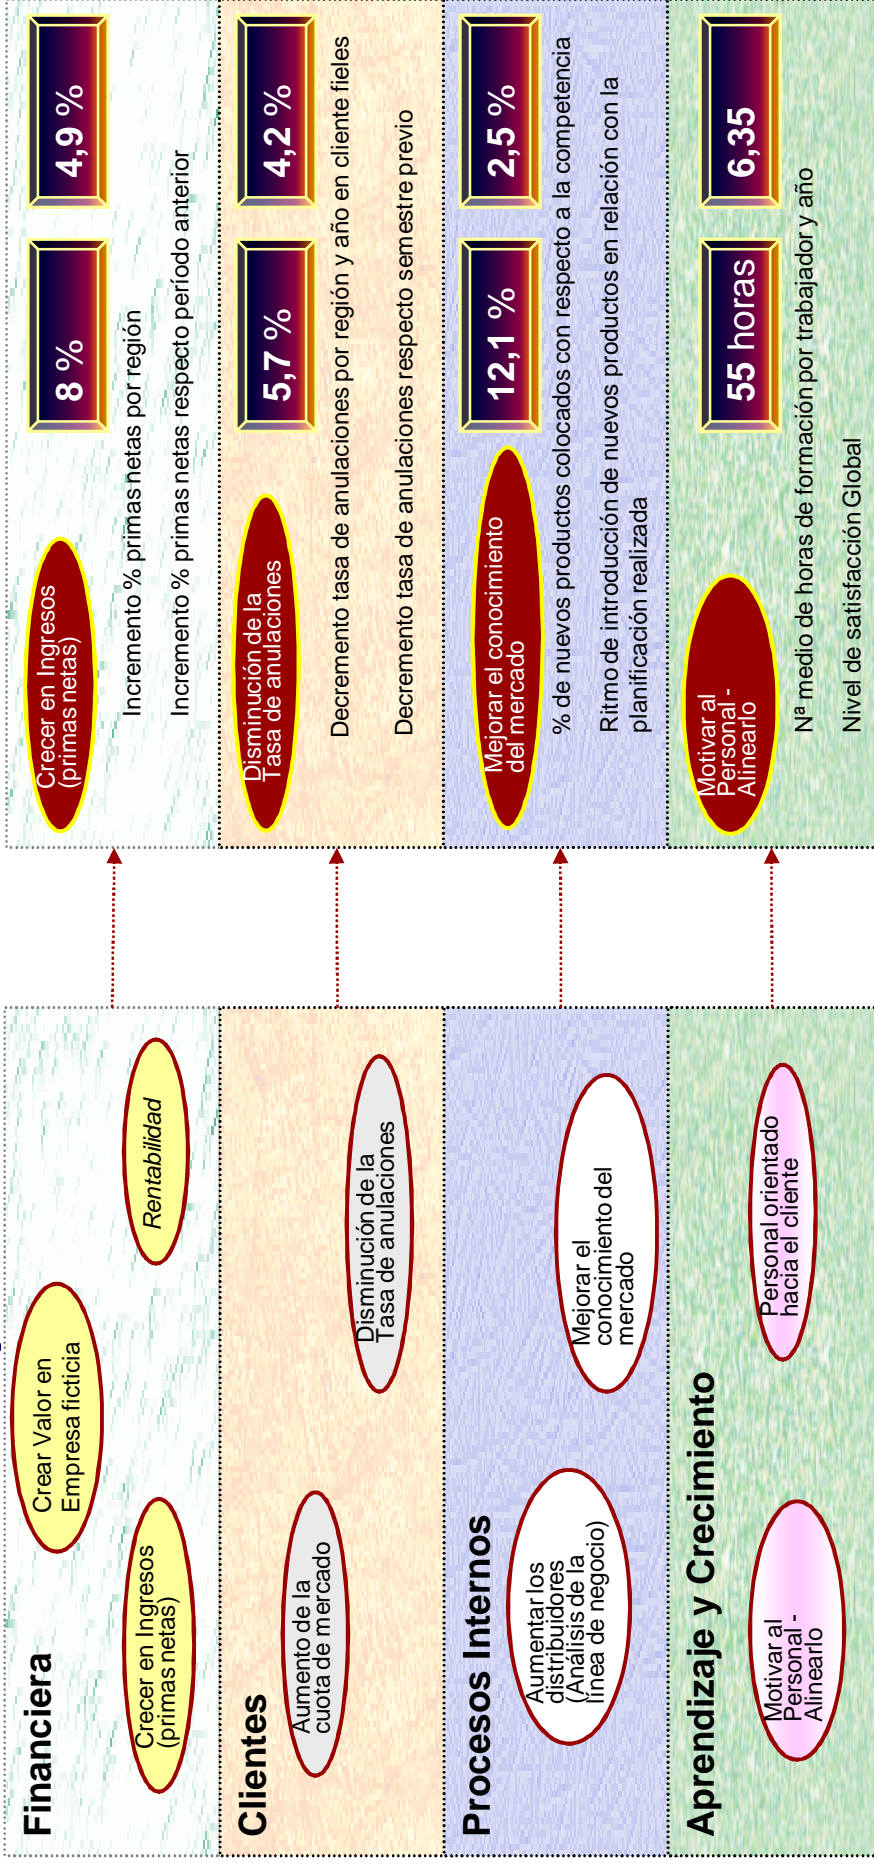 Financiera
Crear Valor en
Empresa ficticia
Crecer en Ingresos
(primas netas)
Rentabilidad
Clientes
Aumento de la
cuota de mercado
Disminución de la
Tasa de anulaciones
Procesos Internos
Aumentar los
distribuidores
(Análisis de la
línea de negocio)
Mejorar el
conocimiento del
mercado
Aprendizaje y Crecimiento
Motivar al
Personal -
Alinearlo
Personal orientado
hacia el cliente
Crecer en Ingresos
(primas netas)
8 %
4,9 %
Incremento % primas netas por región
Incremento % primas netas respecto período anterior
Disminución de la
Tasa de anulaciones
5,7 %
4,2 %
Decremento tasa de anulaciones por región y año en cliente fieles
Decremento tasa de anulaciones respecto semestre previo
Mejorar el conocimiento
del mercado
12,1 %
2,5 %
% de nuevos productos colocados con respecto a la competencia
Ritmo de introducción de nuevos productos en relación con la
planificación realizada
Motivar al
Personal -
Alinearlo
55 horas
6,35
Nª medio de horas de formación por trabajador y año
Nivel de satisfacción Global